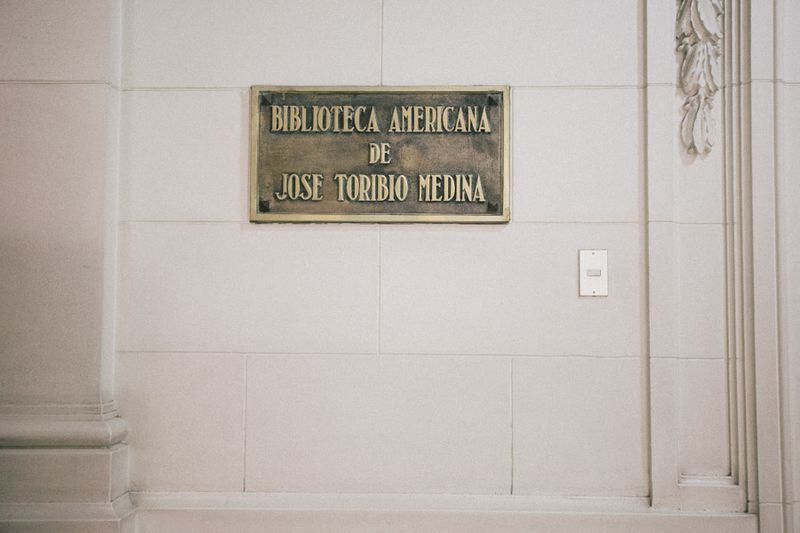 BIBLIOTECA AMERICANA
DE
JOSE TORIBIO MEDINA